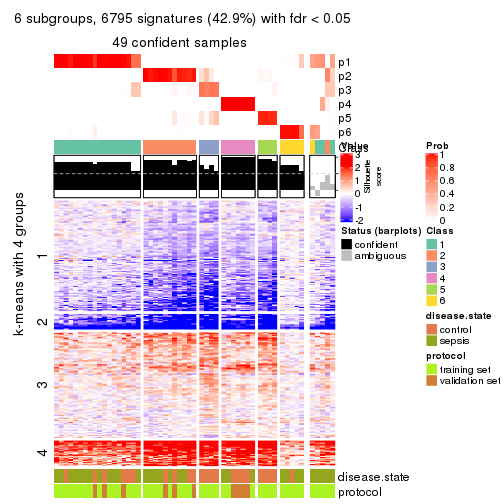 6 subgroups, 6795 signatures (42.9%) with fdr < 0.05
49 confident samples
p1
p2
p3
p4
p5
p6
Class
Value
3
2
1
0
-1
-2
Silhouette
score
Prob
1
0.8
0.6
0.4
0.2
0
Status (barplots)
confident
ambiguous
Class
1
2
3
4
5
6
disease.state
control
sepsis
protocol
training set
validation set
k-means with 4 groups
1
2
3
4
disease.state
protocol